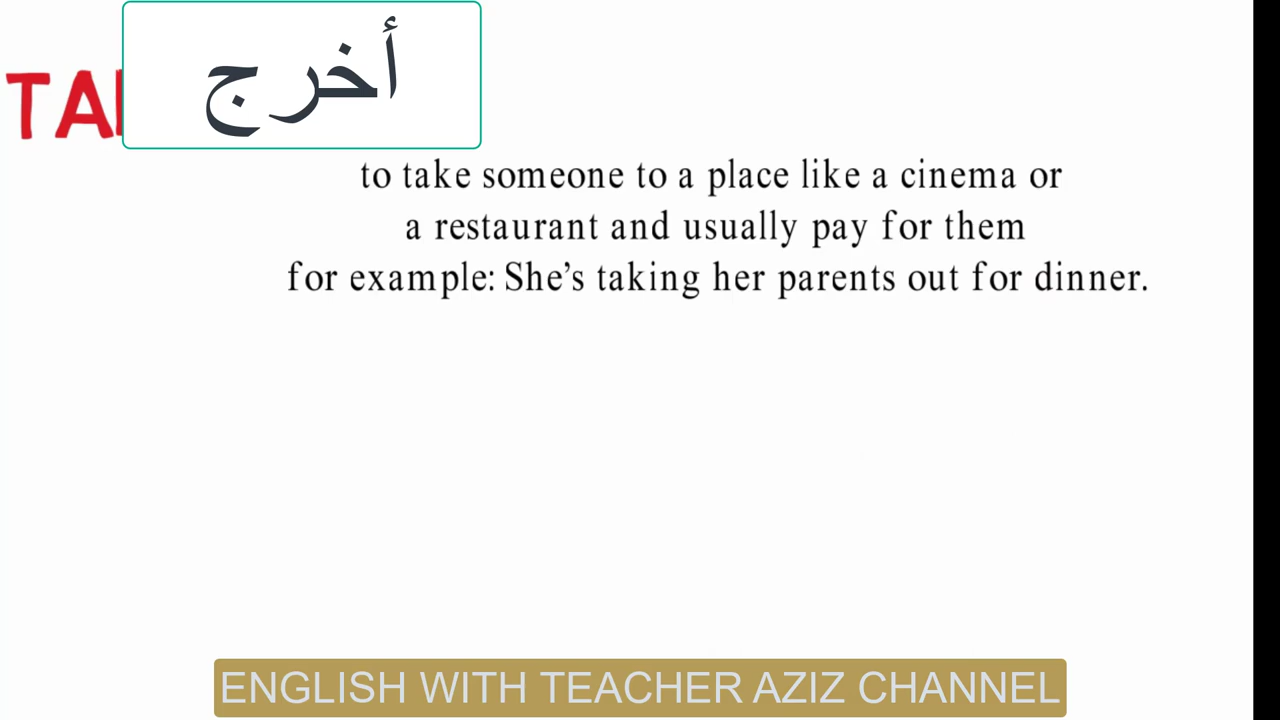 أخرج
to take someone to a place like a cinema or
a restaurant and usually pay for them
for example: She's taking her parents out for dinner.
ENGLISH WITH TEACHER AZIZ CHANNEL